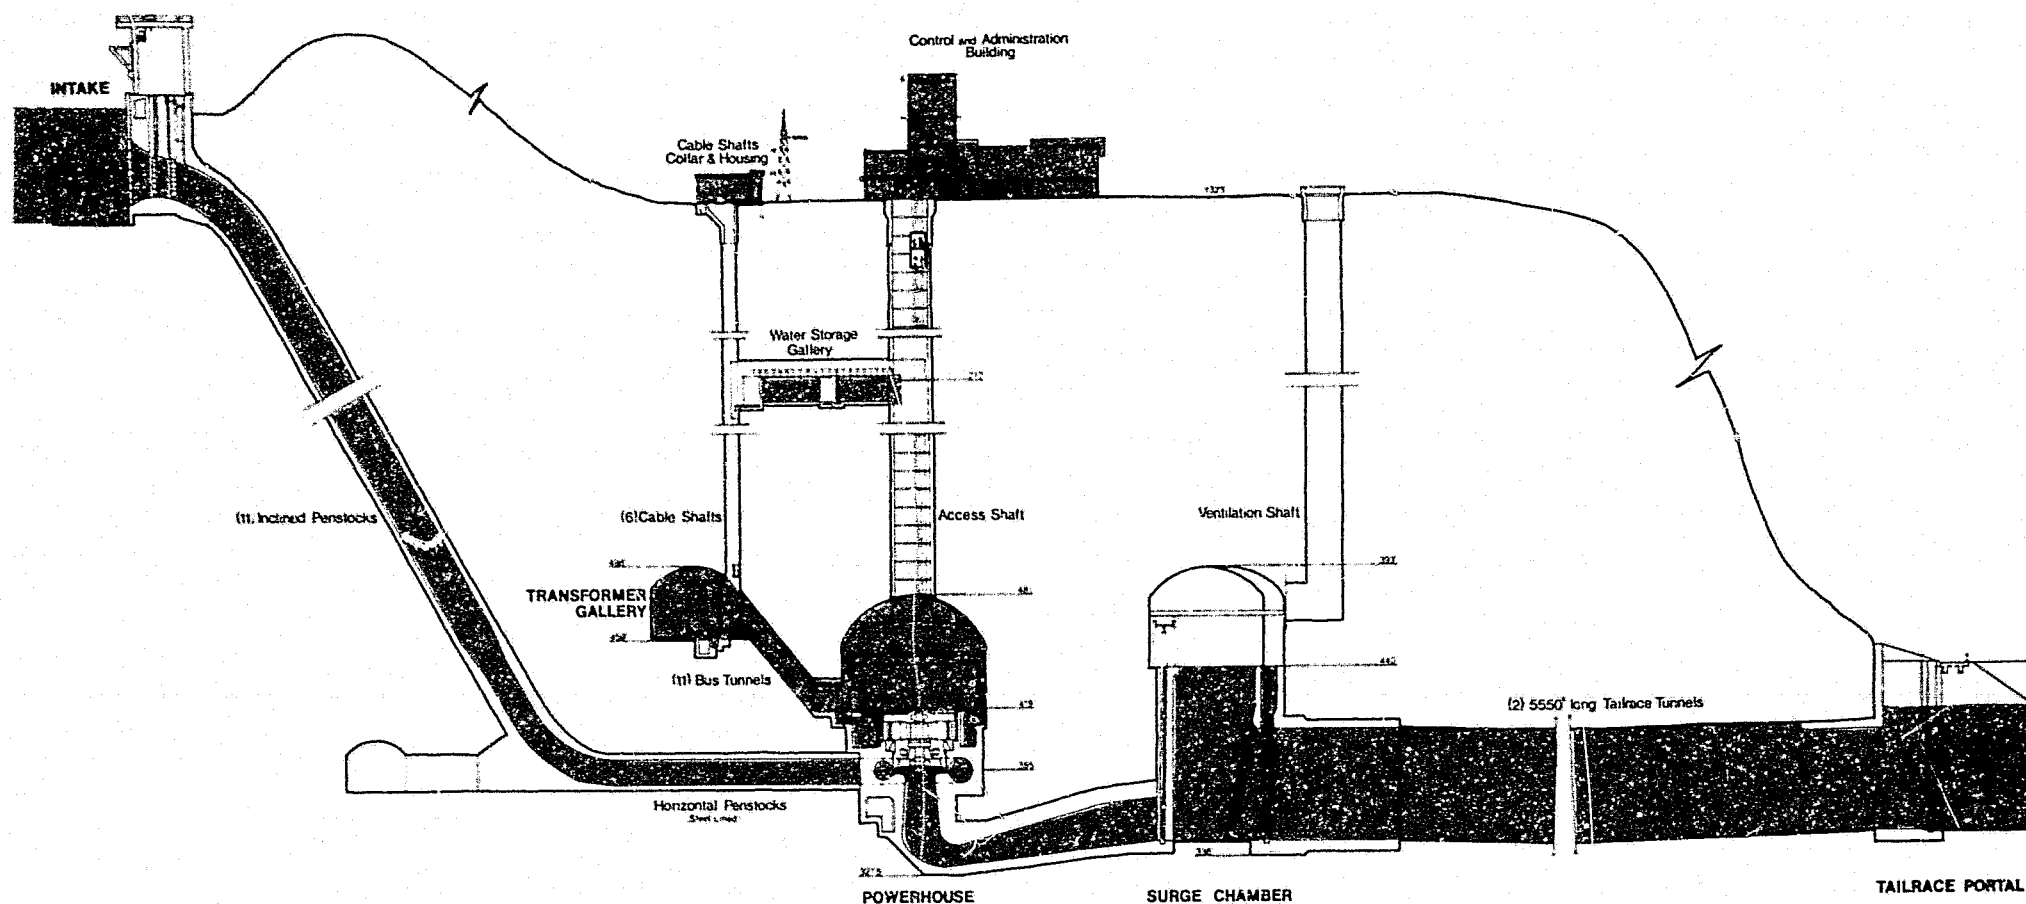 Control and Administration
Building
INTAKE
Cable Shafts
Collar & Housing
Water Storage
Gallery
(11) Inclined Penstocks
(6) Cable Shafts
Access Shaft
Ventilation Shaft
TRANSFORMER
GALLERY
(11) Bus Tunnels
(2) 5550' long Tailrace Tunnels
Horizontal Penstocks
Steel Lined
POWERHOUSE
SURGE CHAMBER
TAILRACE PORTAL